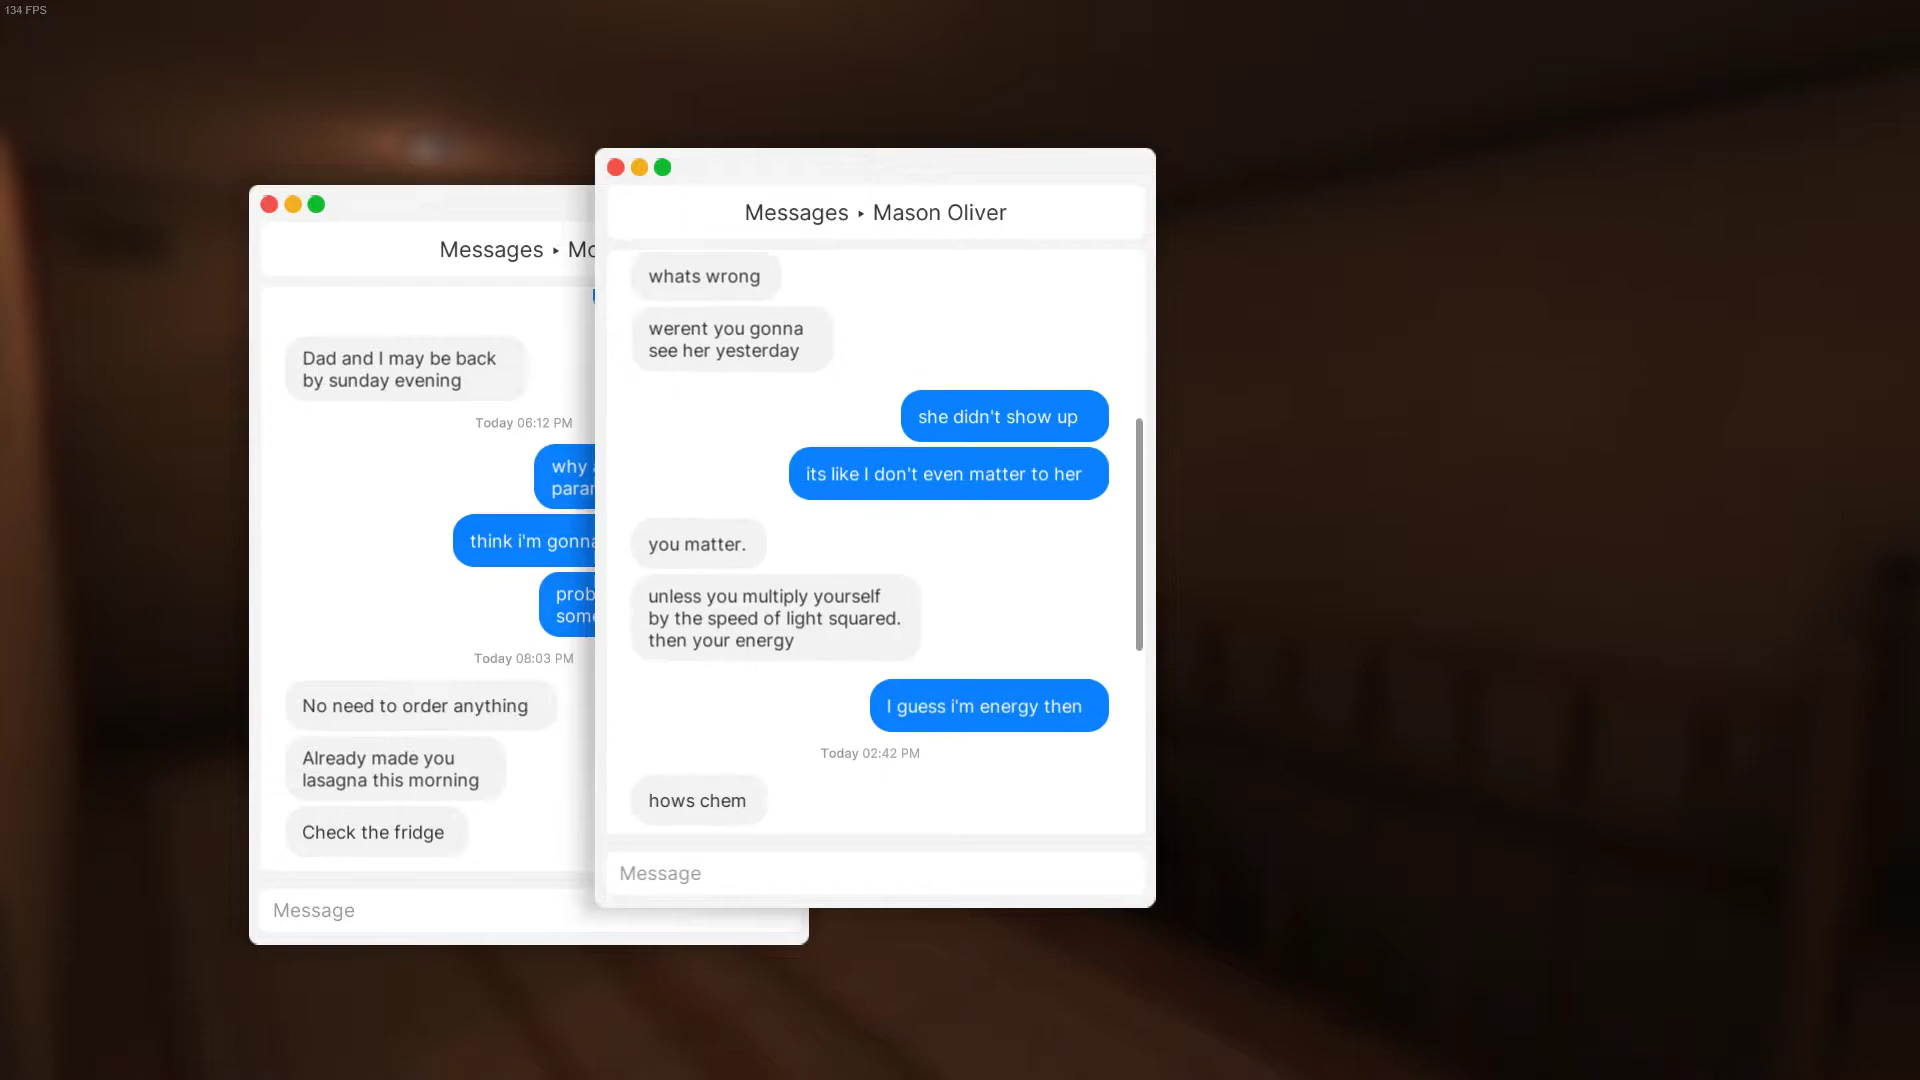 134 FPS
Messages ‣ Mo
Dad and I may be back
by sunday evening
Today 06:12 PM
why
think i'm gonna
Today 08:03 PM
No need to order anything
Already made you
lasagna this morning
Check the fridge
Message
Messages ‣ Mason Oliver
whats wrong
werent you gonna
see her yesterday
she didn't show up
its like I don't even matter to her
you matter.
unless you multiply yourself
by the speed of light squared.
then your energy
I guess i'm energy then
Today 02:42 PM
hows chem
Message